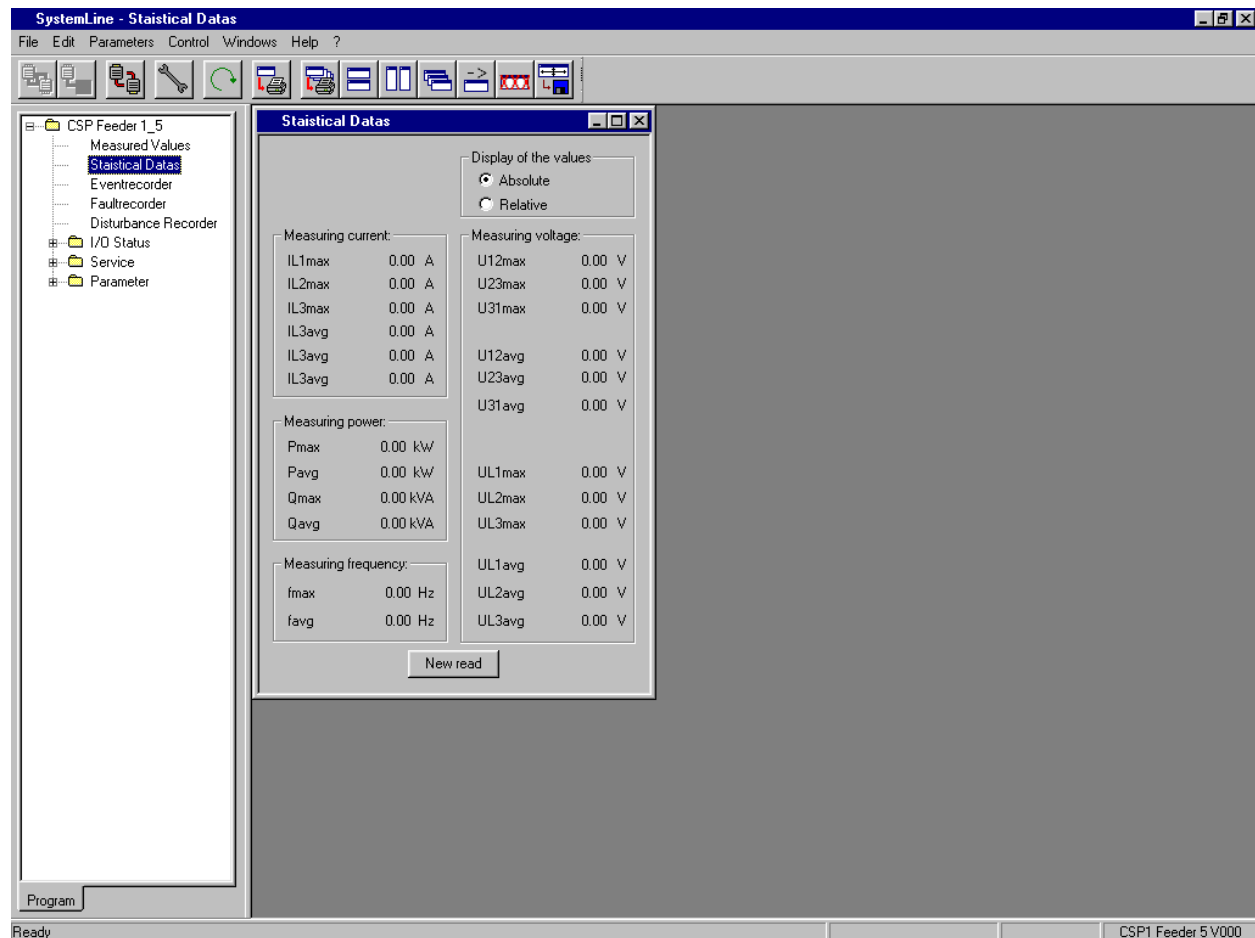 SystemLine - Staistical Datas
File Edit Parameters Control Windows Help ?
CSP Feeder 1_5
Measured Values
Staistical Datas
Eventrecorder
Faultrecorder
Disturbance Recorder
I/O Status
Service
Parameter
Program
Staistical Datas
Display of the values
Absolute
Relative
Measuring current:
IL1max 0.00 A
IL2max 0.00 A
IL3max 0.00 A
IL3avg 0.00 A
IL3avg 0.00 A
IL3avg 0.00 A
Measuring power:
Pmax 0.00 kW
Pavg 0.00 kW
Qmax 0.00 kVA
Qavg 0.00 kVA
Measuring frequency:
fmax 0.00 Hz
favg 0.00 Hz
Measuring voltage:
U12max 0.00 V
U23max 0.00 V
U31max 0.00 V
U12avg 0.00 V
U23avg 0.00 V
U31avg 0.00 V
UL1max 0.00 V
UL2max 0.00 V
UL3max 0.00 V
UL1avg 0.00 V
UL2avg 0.00 V
UL3avg 0.00 V
New read
Ready
CSP1 Feeder 5 V000